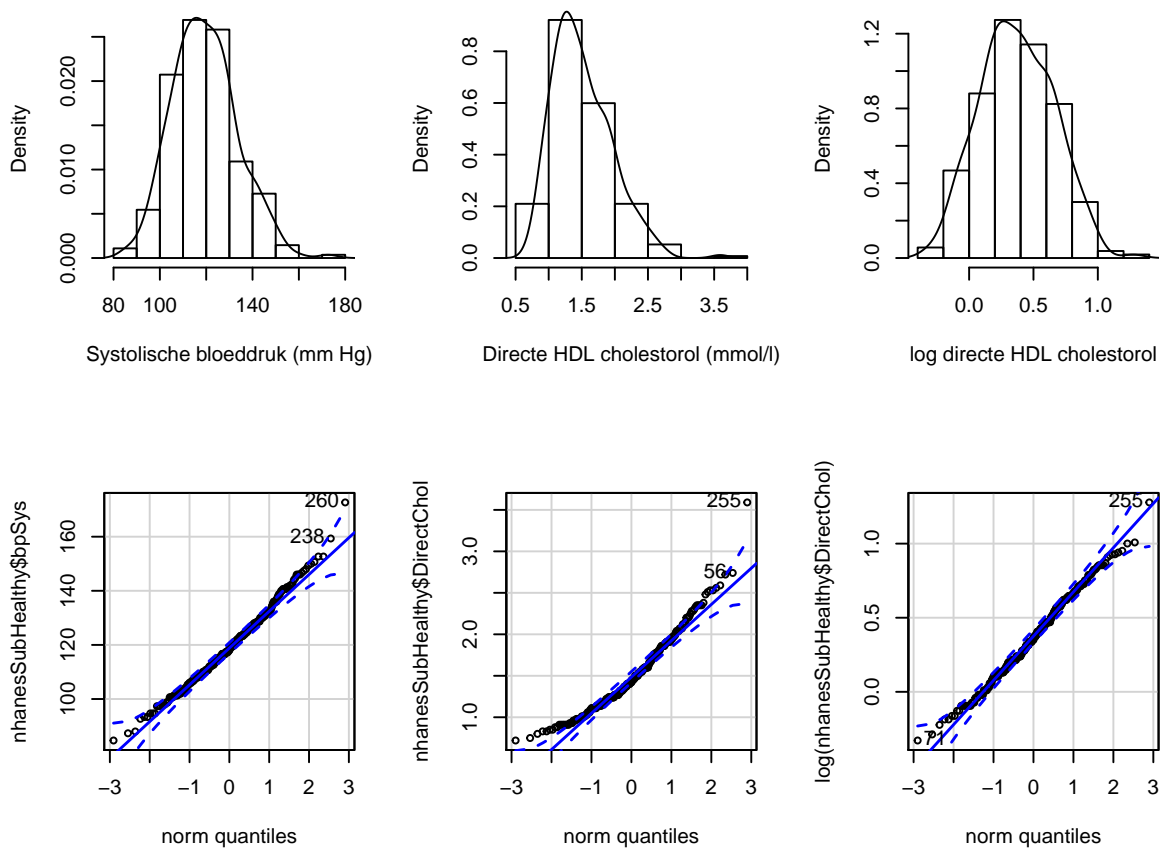 Density
0.000 0.010 0.020
80 100 140 180
Systolische bloeddruk (mm Hg)
Density
0.0 0.2 0.4 0.6 0.8
0.5 1.5 2.5 3.5
Directe HDL cholestorol (mmol/l)
Density
0.0 0.4 0.8 1.2
0.0 0.5 1.0
log directe HDL cholestorol
nhanesSubHealthy$bpSys
100 120 140 160
260
238
−3 −2 −1 0 1 2 3
norm quantiles
nhanesSubHealthy$DirectChol
1.0 2.0 3.0
255
56
−3 −2 −1 0 1 2 3
norm quantiles
log(nhanesSubHealthy$DirectChol)
0.0 0.5 1.0
255
71
−3 −2 −1 0 1 2 3
norm quantiles